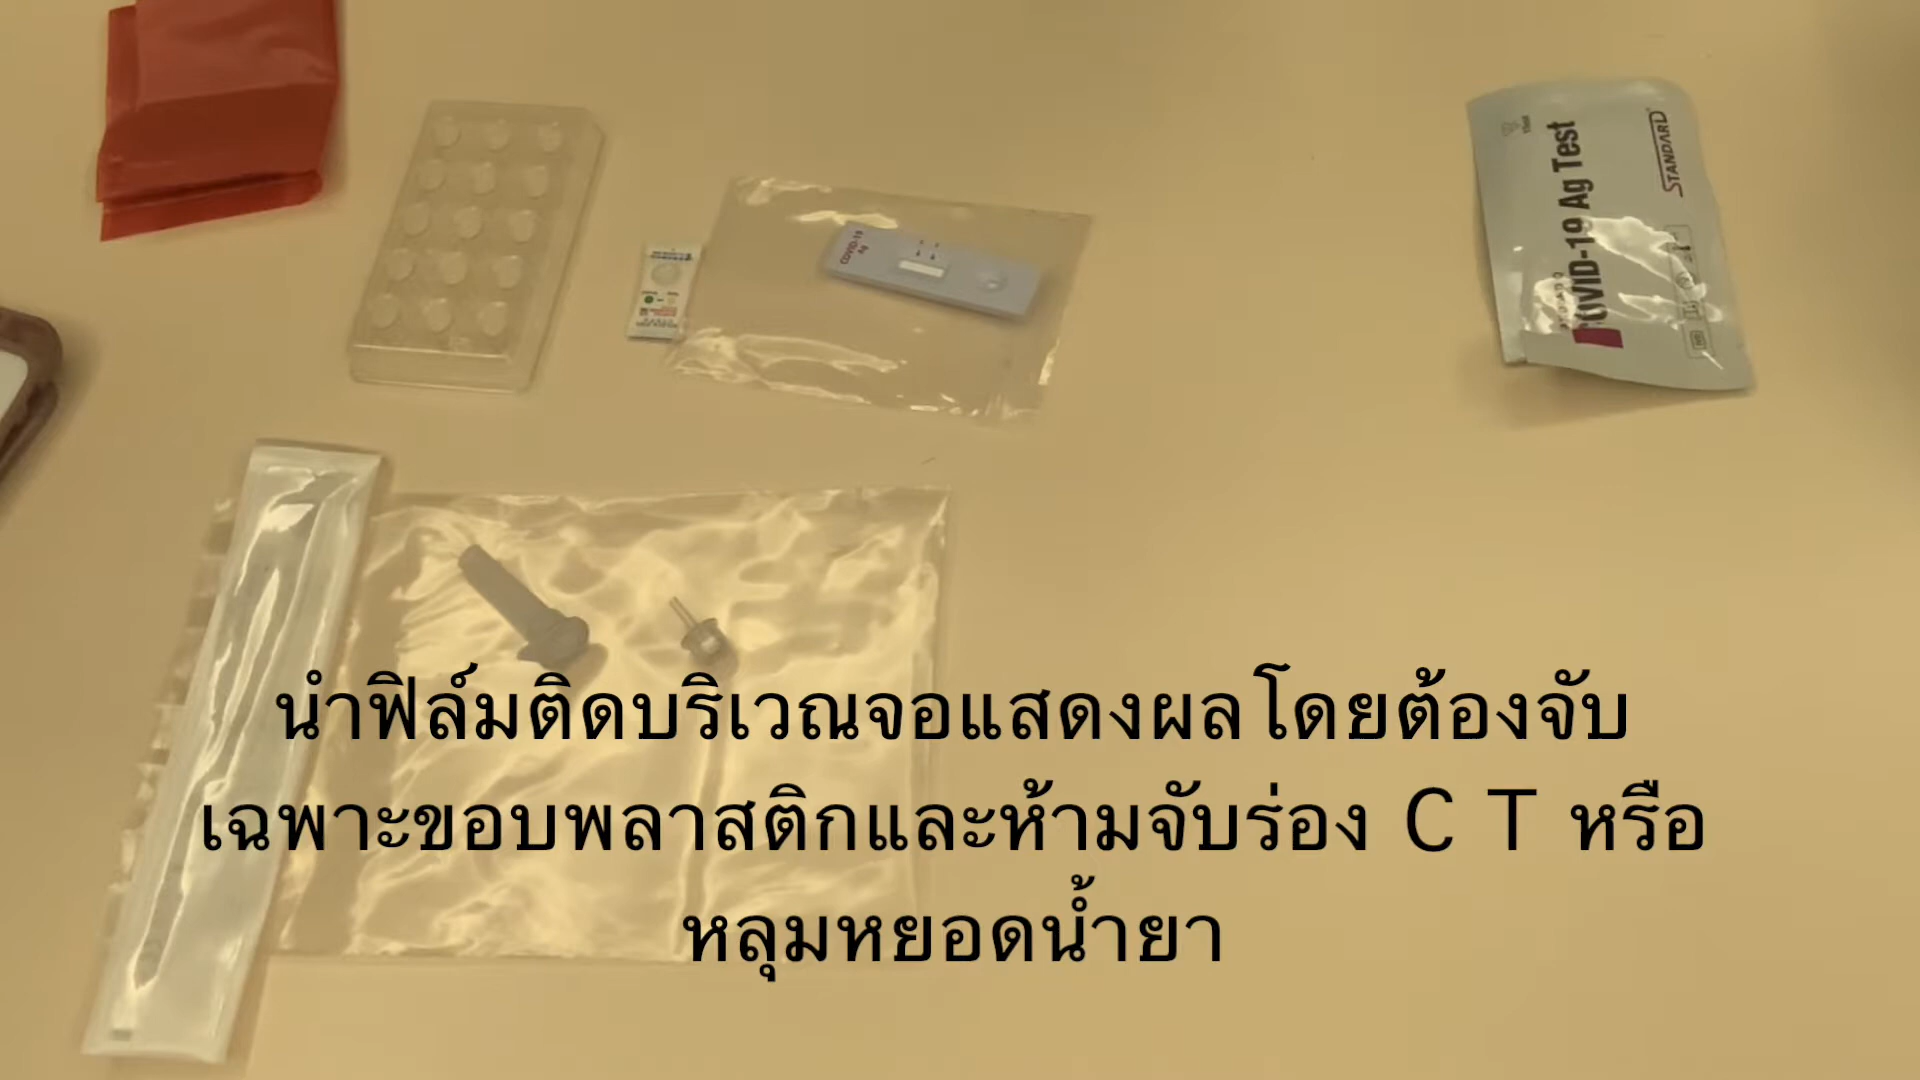 STANDARD
COVID-19 Ag Test
COVID-19
Ag
นำฟิล์มติดบริเวณจอแสดงผลโดยต้องจับ
เฉพาะขอบพลาสติกและห้ามจับร่อง C T หรือ
หลุมหยอดน้ำยา